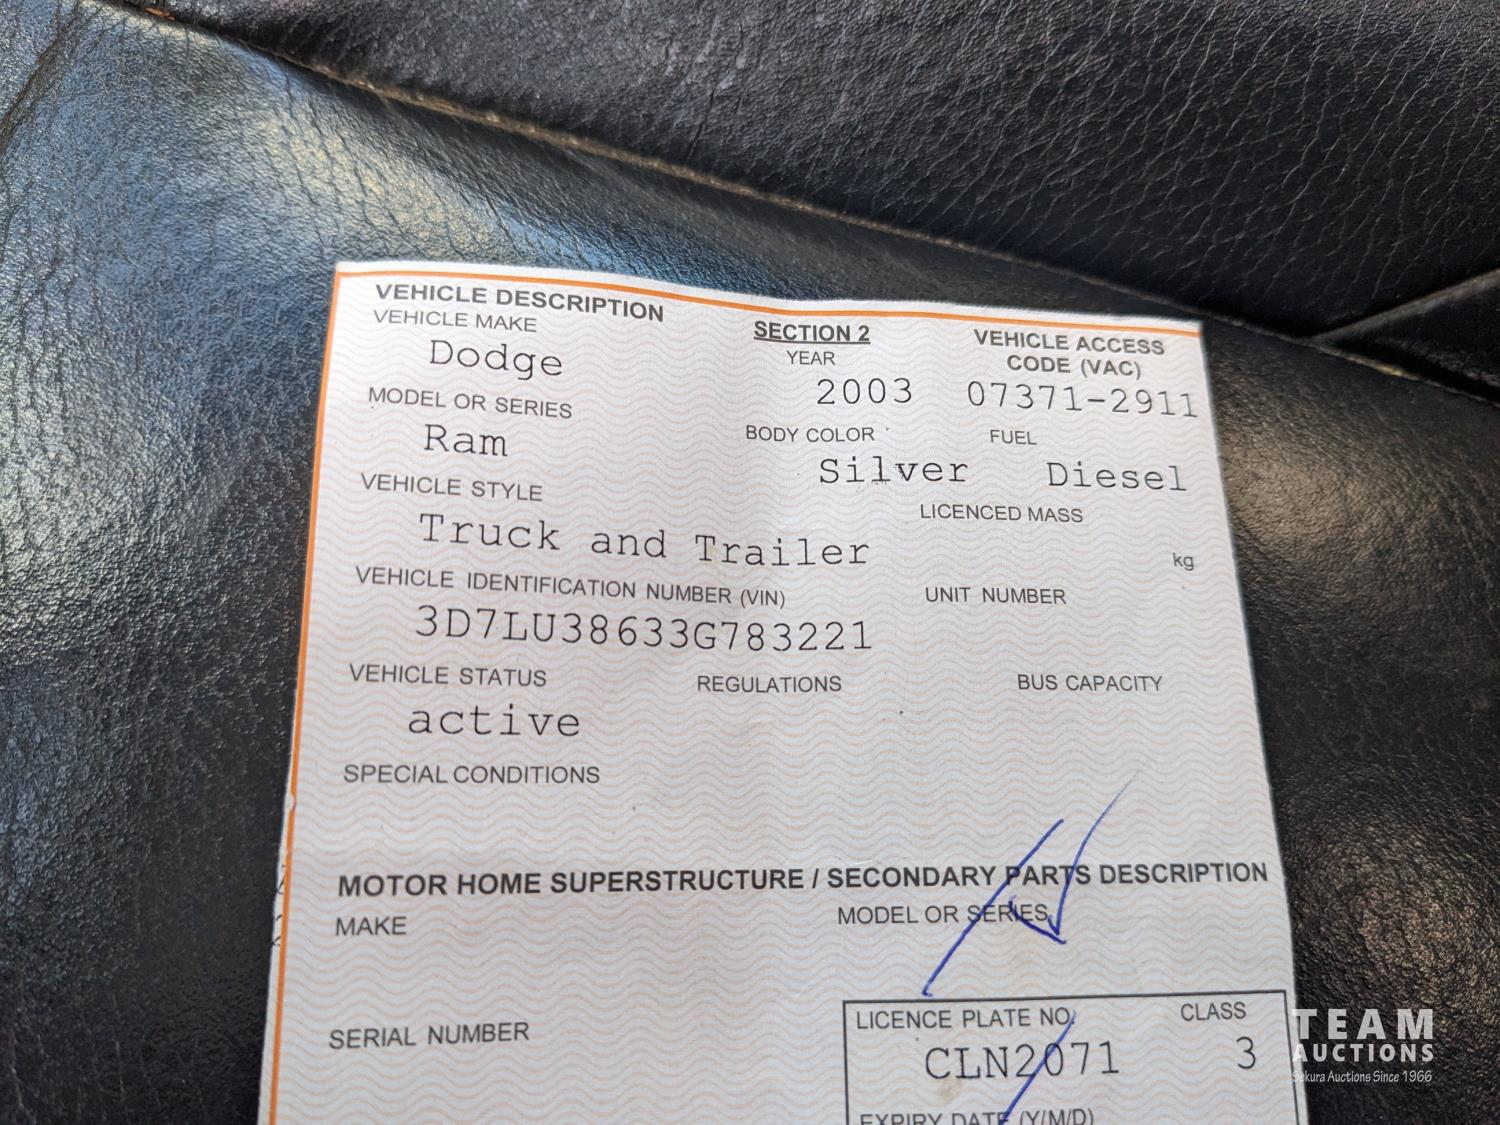 VEHICLE DESCRIPTION
VEHICLE MAKE
Dodge
SECTION 2
YEAR
2003
VEHICLE ACCESS
CODE (VAC)
07371-2911
MODEL OR SERIES
Ram
BODY COLOR
Silver
FUEL
Diesel
VEHICLE STYLE
Truck and Trailer
LICENCED MASS
kg
VEHICLE IDENTIFICATION NUMBER (VIN)
3D7LU38633G783221
UNIT NUMBER
VEHICLE STATUS
active
REGULATIONS
BUS CAPACITY
SPECIAL CONDITIONS
MOTOR HOME SUPERSTRUCTURE / SECONDARY PARTS DESCRIPTION
MAKE
MODEL OR SERIES
SERIAL NUMBER
LICENCE PLATE NO.
CLASS
CLN2071
3
EXPIRY DATE (Y/M/D)
TEAM
AUCTIONS
Sekura Auctions Since 1966